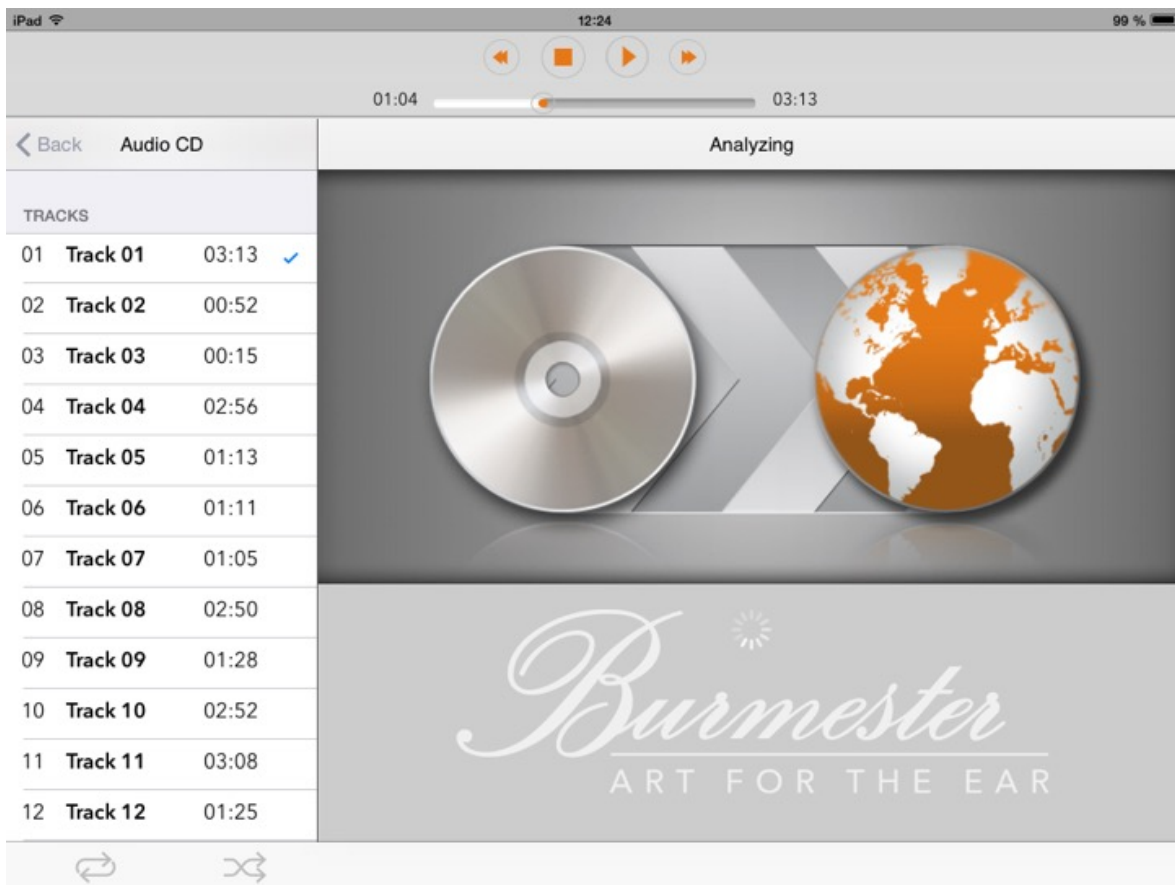 iPad 12:24 99 %
01:04 03:13
Back Audio CD Analyzing
TRACKS
01 Track 01 03:13
02 Track 02 00:52
03 Track 03 00:15
04 Track 04 02:56
05 Track 05 01:13
06 Track 06 01:11
07 Track 07 01:05
08 Track 08 02:50
09 Track 09 01:28
10 Track 10 02:52
11 Track 11 03:08
12 Track 12 01:25
Burmester
ART FOR THE EAR